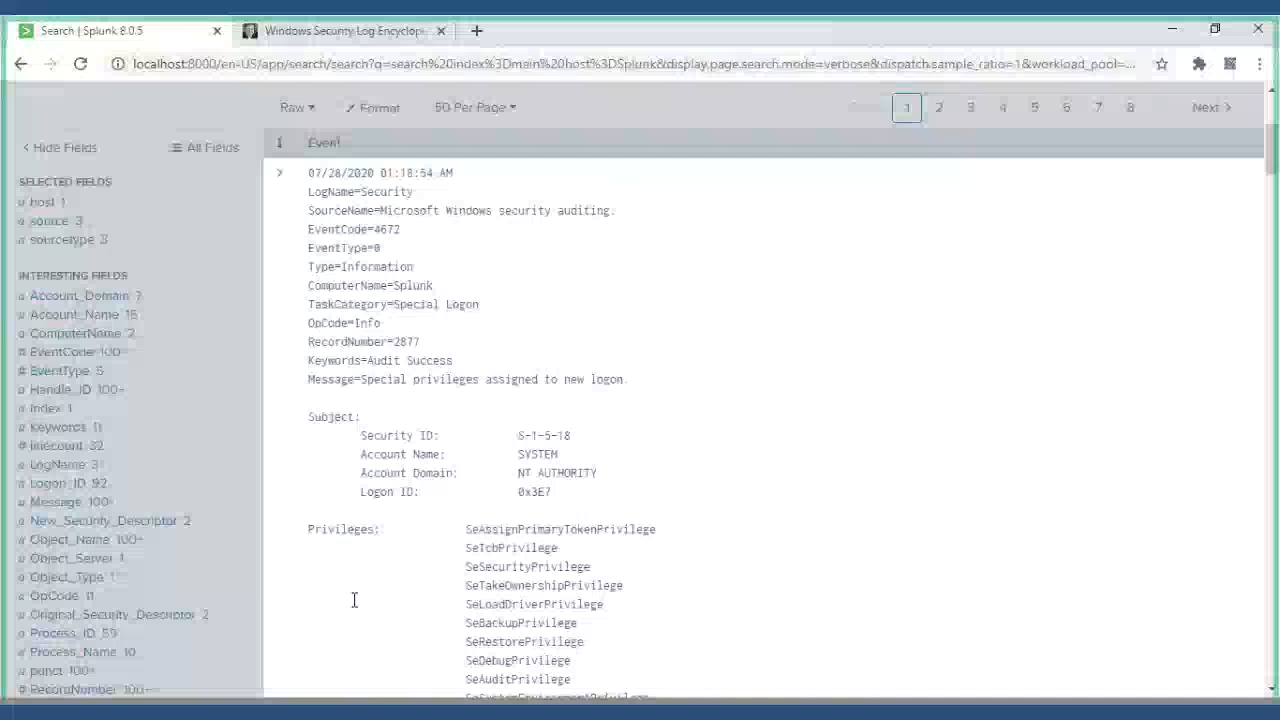 Search | Splunk 8.0.5
Windows Security Log Encyclop
localhost:8000/en-US/app/search/search?q=search%20index%3Dmain%20host%3DSplunk&display.page.search.mode=verbose&dispatch.sample_ratio=1&workload_pool=...
Raw Format 50 Per Page 1 2 3 4 5 6 7 8 Next >
< Hide Fields All Fields
i Event
SELECTED FIELDS
a host 1
a source 3
a sourcetype 3
INTERESTING FIELDS
a Account_Domain 7
a Account_Name 15
a ComputerName 2
# EventCode 100+
# EventType 5
a Handle_ID 100+
a index 1
a Keywords 11
# linecount 32
a LogName 3
a Logon_ID 92
a Message 100+
a New_Security_Descriptor 2
a Object_Name 100+
a Object_Server 1
a Object_Type 1
a OpCode 11
a Original_Security_Descriptor 2
a Process_ID 59
a Process_Name 10
a punct 100+
# RecordNumber 100+
> 07/28/2020 01:18:54 AM
LogName=Security
SourceName=Microsoft Windows security auditing.
EventCode=4672
EventType=0
Type=Information
ComputerName=Splunk
TaskCategory=Special Logon
OpCode=Info
RecordNumber=2877
Keywords=Audit Success
Message=Special privileges assigned to new logon.
Subject:
Security ID: S-1-5-18
Account Name: SYSTEM
Account Domain: NT AUTHORITY
Logon ID: 0x3E7
Privileges: SeAssignPrimaryTokenPrivilege
SeTcbPrivilege
SeSecurityPrivilege
SeTakeOwnershipPrivilege
SeLoadDriverPrivilege
SeBackupPrivilege
SeRestorePrivilege
SeDebugPrivilege
SeAuditPrivilege
SeSystemEnvironmentPrivilege